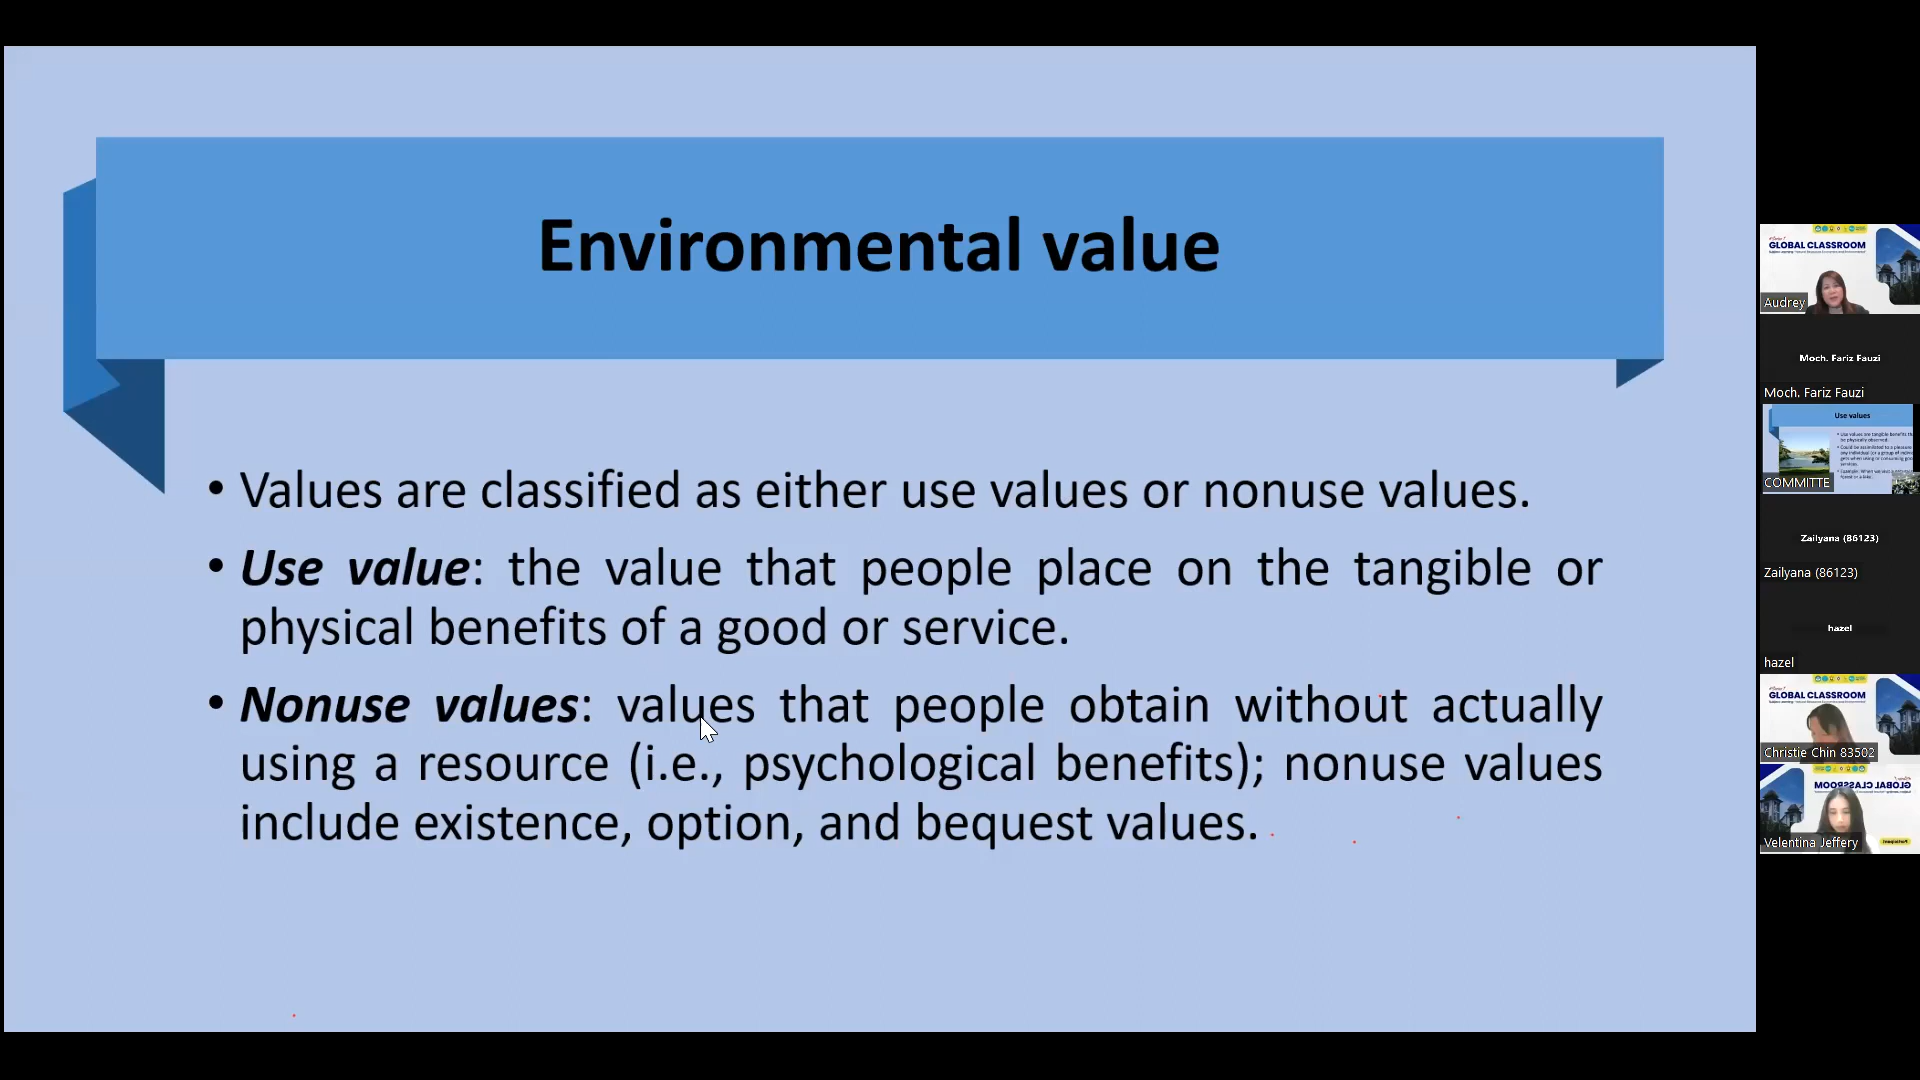 Environmental value
• Values are classified as either use values or nonuse values.
• Use value: the value that people place on the tangible or
physical benefits of a good or service.
• Nonuse values: values that people obtain without actually
using a resource (i.e., psychological benefits); nonuse values
include existence, option, and bequest values.
GLOBAL CLASSROOM
Audrey
Moch. Fariz Fauzi
Moch. Fariz Fauzi
Use values
COMMITTE
Zailyana (86123)
Zailyana (86123)
hazel
hazel
GLOBAL CLASSROOM
Christie Chin 83502
GLOBAL CLASSROOM
Velentina Jeffery